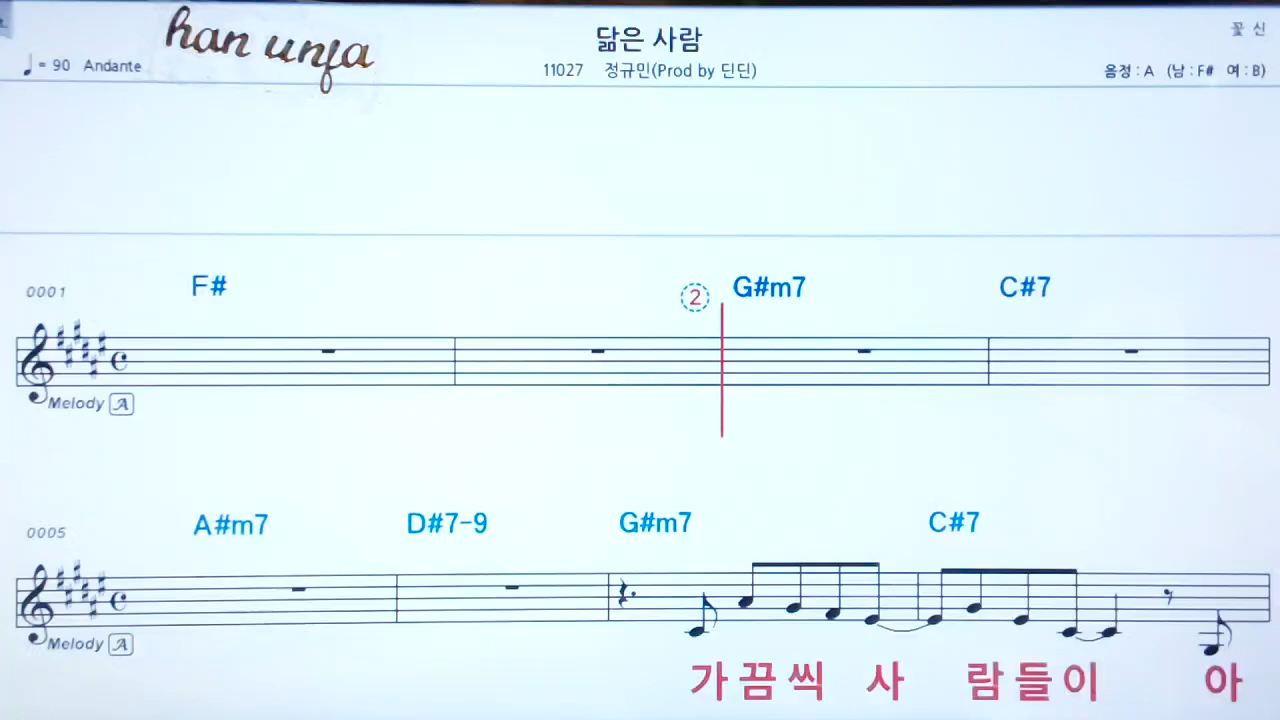 han unja
닮은 사람
꽃 신
♩= 90 Andante
11027 정규민(Prod by 딘딘)
음정 : A (남 : F# 여 : B)
0001 F# ② G#m7 C#7
Melody A
0005 A#m7 D#7-9 G#m7 C#7
Melody A
가 끔 씩 사 람 들 이 아